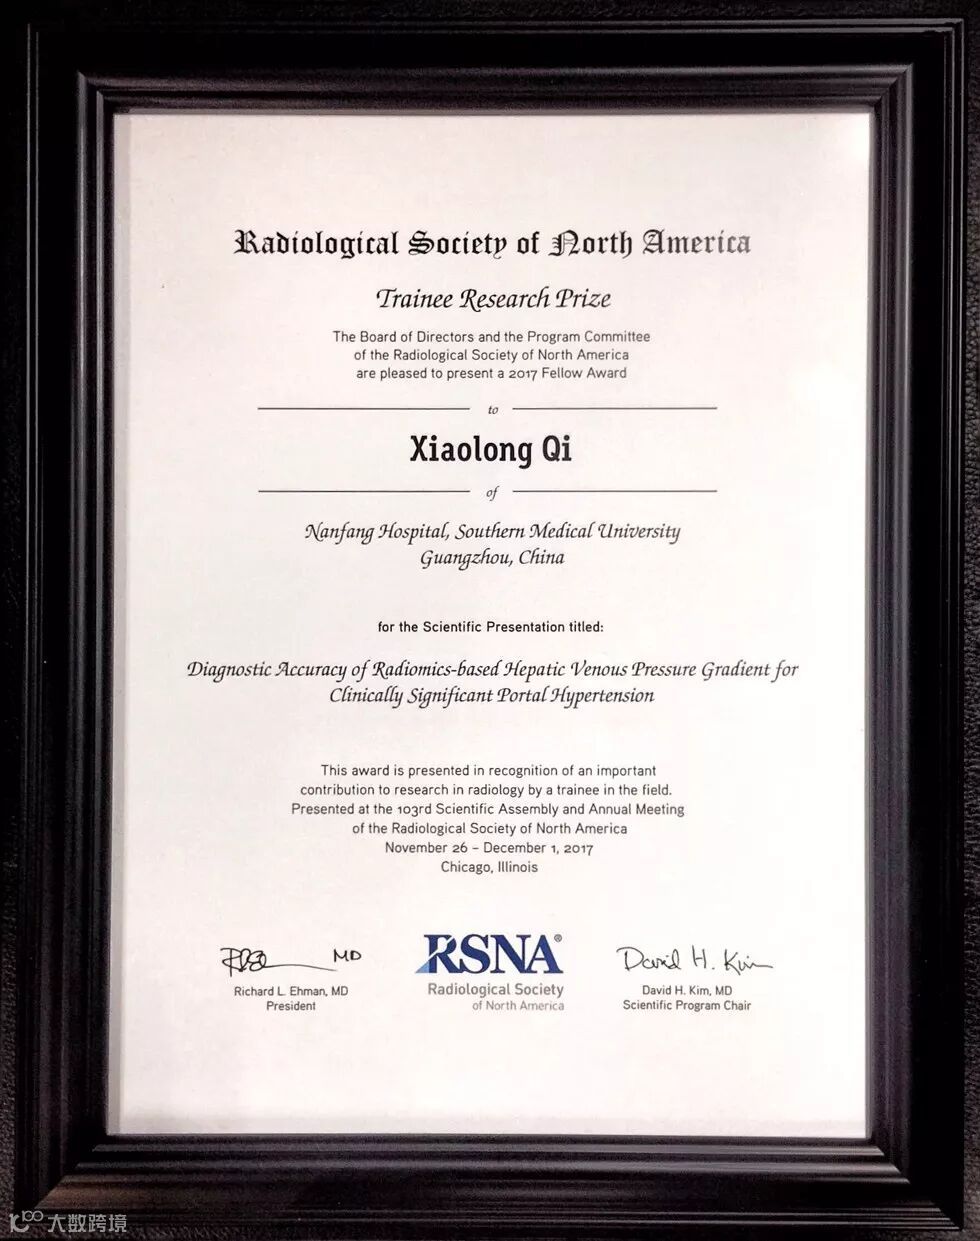 Radiological Society of North America
Trainee Research Prize
The Board of Directors and the Program Committee
of the Radiological Society of North America
are pleased to present a 2017 Fellow Award
to
Xiaolong Qi
of
Nanfang Hospital, Southern Medical University
Guangzhou, China
for the Scientific Presentation titled:
Diagnostic Accuracy of Radiomics-based Hepatic Venous Pressure Gradient for
Clinically Significant Portal Hypertension
This award is presented in recognition of an important
contribution to research in radiology by a trainee in the field.
Presented at the 103rd Scientific Assembly and Annual Meeting
of the Radiological Society of North America
November 26 – December 1, 2017
Chicago, Illinois
MD
Richard L. Ehman, MD
President
RSNA®
Radiological Society
of North America
David H. Kim
David H. Kim, MD
Scientific Program Chair
大数跨境